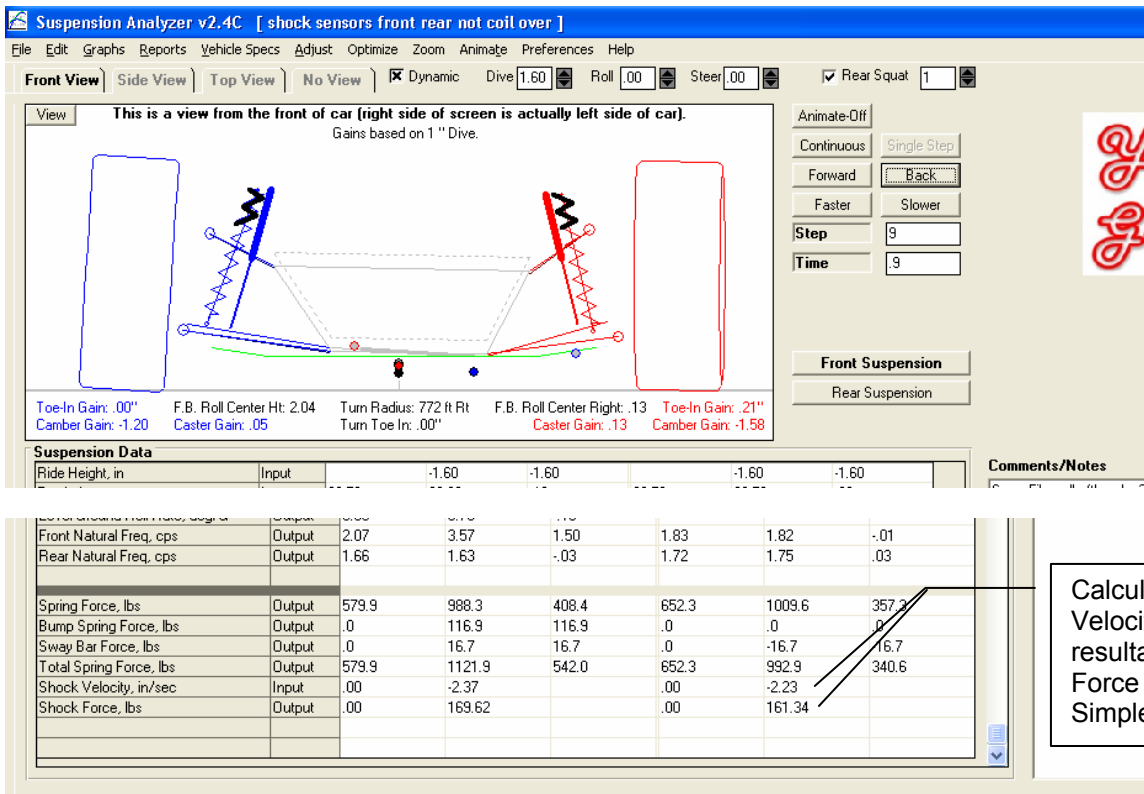 Suspension Analyzer v2.4C [ shock sensors front rear not coil over ]
File Edit Graphs Reports Vehicle Specs Adjust Optimize Zoom Animate Preferences Help
Front View Side View Top View No View Dynamic Dive 1.60 Roll .00 Steer .00 Rear Squat 1
View This is a view from the front of car (right side of screen is actually left side of car).
Gains based on 1 '' Dive.
Animate-Off
Continuous Single Step
Forward Back
Faster Slower
Step 9
Time .9
Front Suspension
Rear Suspension
Toe-In Gain: .00'' F.B. Roll Center Ht: 2.04 Turn Radius: 772 ft Rt F.B. Roll Center Right: .13 Toe-In Gain: .21''
Camber Gain: -1.20 Caster Gain: .05 Turn Toe In: .00'' Caster Gain: .13 Camber Gain: -1.58
Suspension Data
Ride Height, in Input -1.60 -1.60 -1.60 -1.60
Comments/Notes
Front Natural Freq, cps Output 2.07 3.57 1.50 1.83 1.82 -.01
Rear Natural Freq, cps Output 1.66 1.63 -.03 1.72 1.75 .03
Spring Force, lbs Output 579.9 988.3 408.4 652.3 1009.6 357.3
Bump Spring Force, lbs Output .0 116.9 116.9 .0 .0 .0
Sway Bar Force, lbs Output .0 16.7 16.7 .0 -16.7 -16.7
Total Spring Force, lbs Output 579.9 1121.9 542.0 652.3 992.9 340.6
Shock Velocity, in/sec Input .00 -2.37 .00 -2.23
Shock Force, lbs Output .00 169.62 .00 161.34
Calcul
Veloci
resulta
Force
Simple